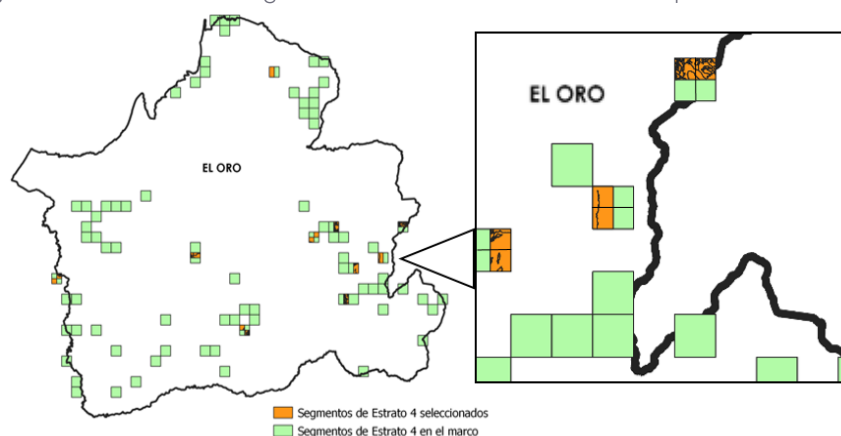 EL ORO
EL ORO
Segmentos de Estrato 4 seleccionados
Segmentos de Estrato 4 en el marco